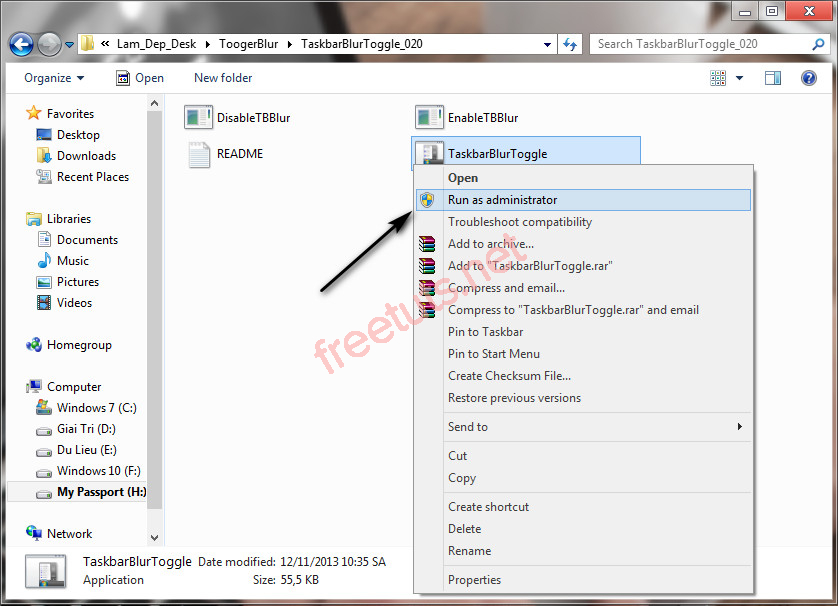 « Lam_Dep_Desk ▸ ToogerBlur ▸ TaskbarBlurToggle_020
Search TaskbarBlurToggle_020
Organize Open New folder
Favorites
Desktop
Downloads
Recent Places
Libraries
Documents
Music
Pictures
Videos
Homegroup
Computer
Windows 7 (C:)
Giai Tri (D:)
Du Lieu (E:)
Windows 10 (F:)
My Passport (H:)
Network
DisableTBBlur EnableTBBlur
README TaskbarBlurToggle
Open
Run as administrator
Troubleshoot compatibility
Add to archive...
Add to "TaskbarBlurToggle.rar"
Compress and email...
Compress to "TaskbarBlurToggle.rar" and email
Pin to Taskbar
Pin to Start Menu
Create Checksum File...
Restore previous versions
Send to
Cut
Copy
Create shortcut
Delete
Rename
Properties
freetuts.net
TaskbarBlurToggle Date modified: 12/11/2013 10:35 SA
Application Size: 55,5 KB